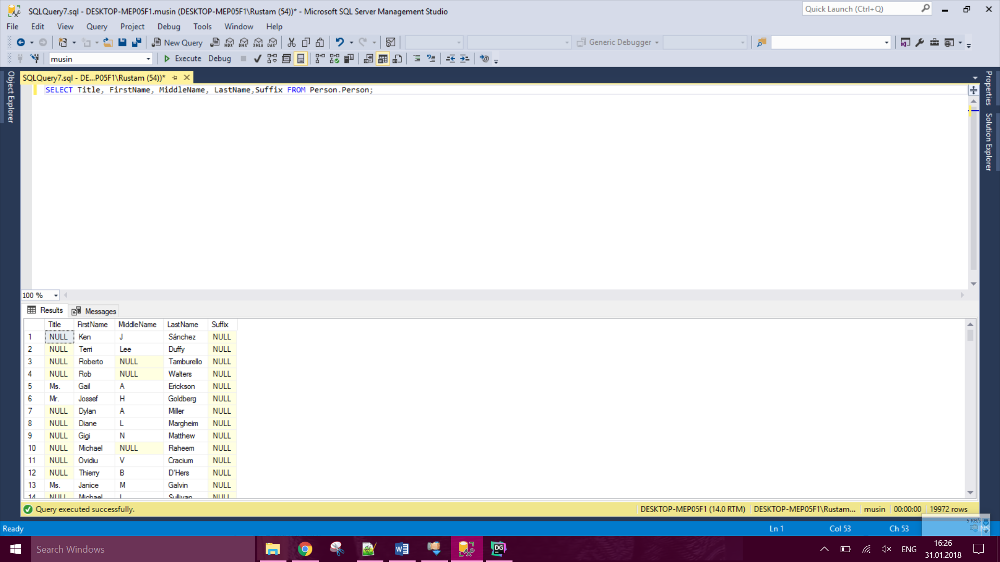 SQLQuery7.sql - DESKTOP-MEP05F1.musin (DESKTOP-MEP05F1\Rustam (54))* - Microsoft SQL Server Management Studio
Quick Launch (Ctrl+Q)
File Edit View Query Project Debug Tools Window Help
New Query MDX DMX XMLA DAX Generic Debugger
musin Execute Debug
Object Explorer
SQLQuery7.sql - DE...P05F1\Rustam (54))*
Properties
Solution Explorer
SELECT Title, FirstName, MiddleName, LastName,Suffix FROM Person.Person;
100 %
Results Messages
Title FirstName MiddleName LastName Suffix
1 NULL Ken J Sánchez NULL
2 NULL Terri Lee Duffy NULL
3 NULL Roberto NULL Tamburello NULL
4 NULL Rob NULL Walters NULL
5 Ms. Gail A Erickson NULL
6 Mr. Jossef H Goldberg NULL
7 NULL Dylan A Miller NULL
8 NULL Diane L Margheim NULL
9 NULL Gigi N Matthew NULL
10 NULL Michael NULL Raheem NULL
11 NULL Ovidiu V Cracium NULL
12 NULL Thierry B D'Hers NULL
13 Ms. Janice M Galvin NULL
14 NULL Michael I Sullivan NULL
Query executed successfully.
DESKTOP-MEP05F1 (14.0 RTM) DESKTOP-MEP05F1\Rustam... musin 00:00:00 19972 rows
5 KB/s
Ready Ln 1 Col 53 Ch 53 INS
Search Windows
DG
ENG
16:26
31.01.2018